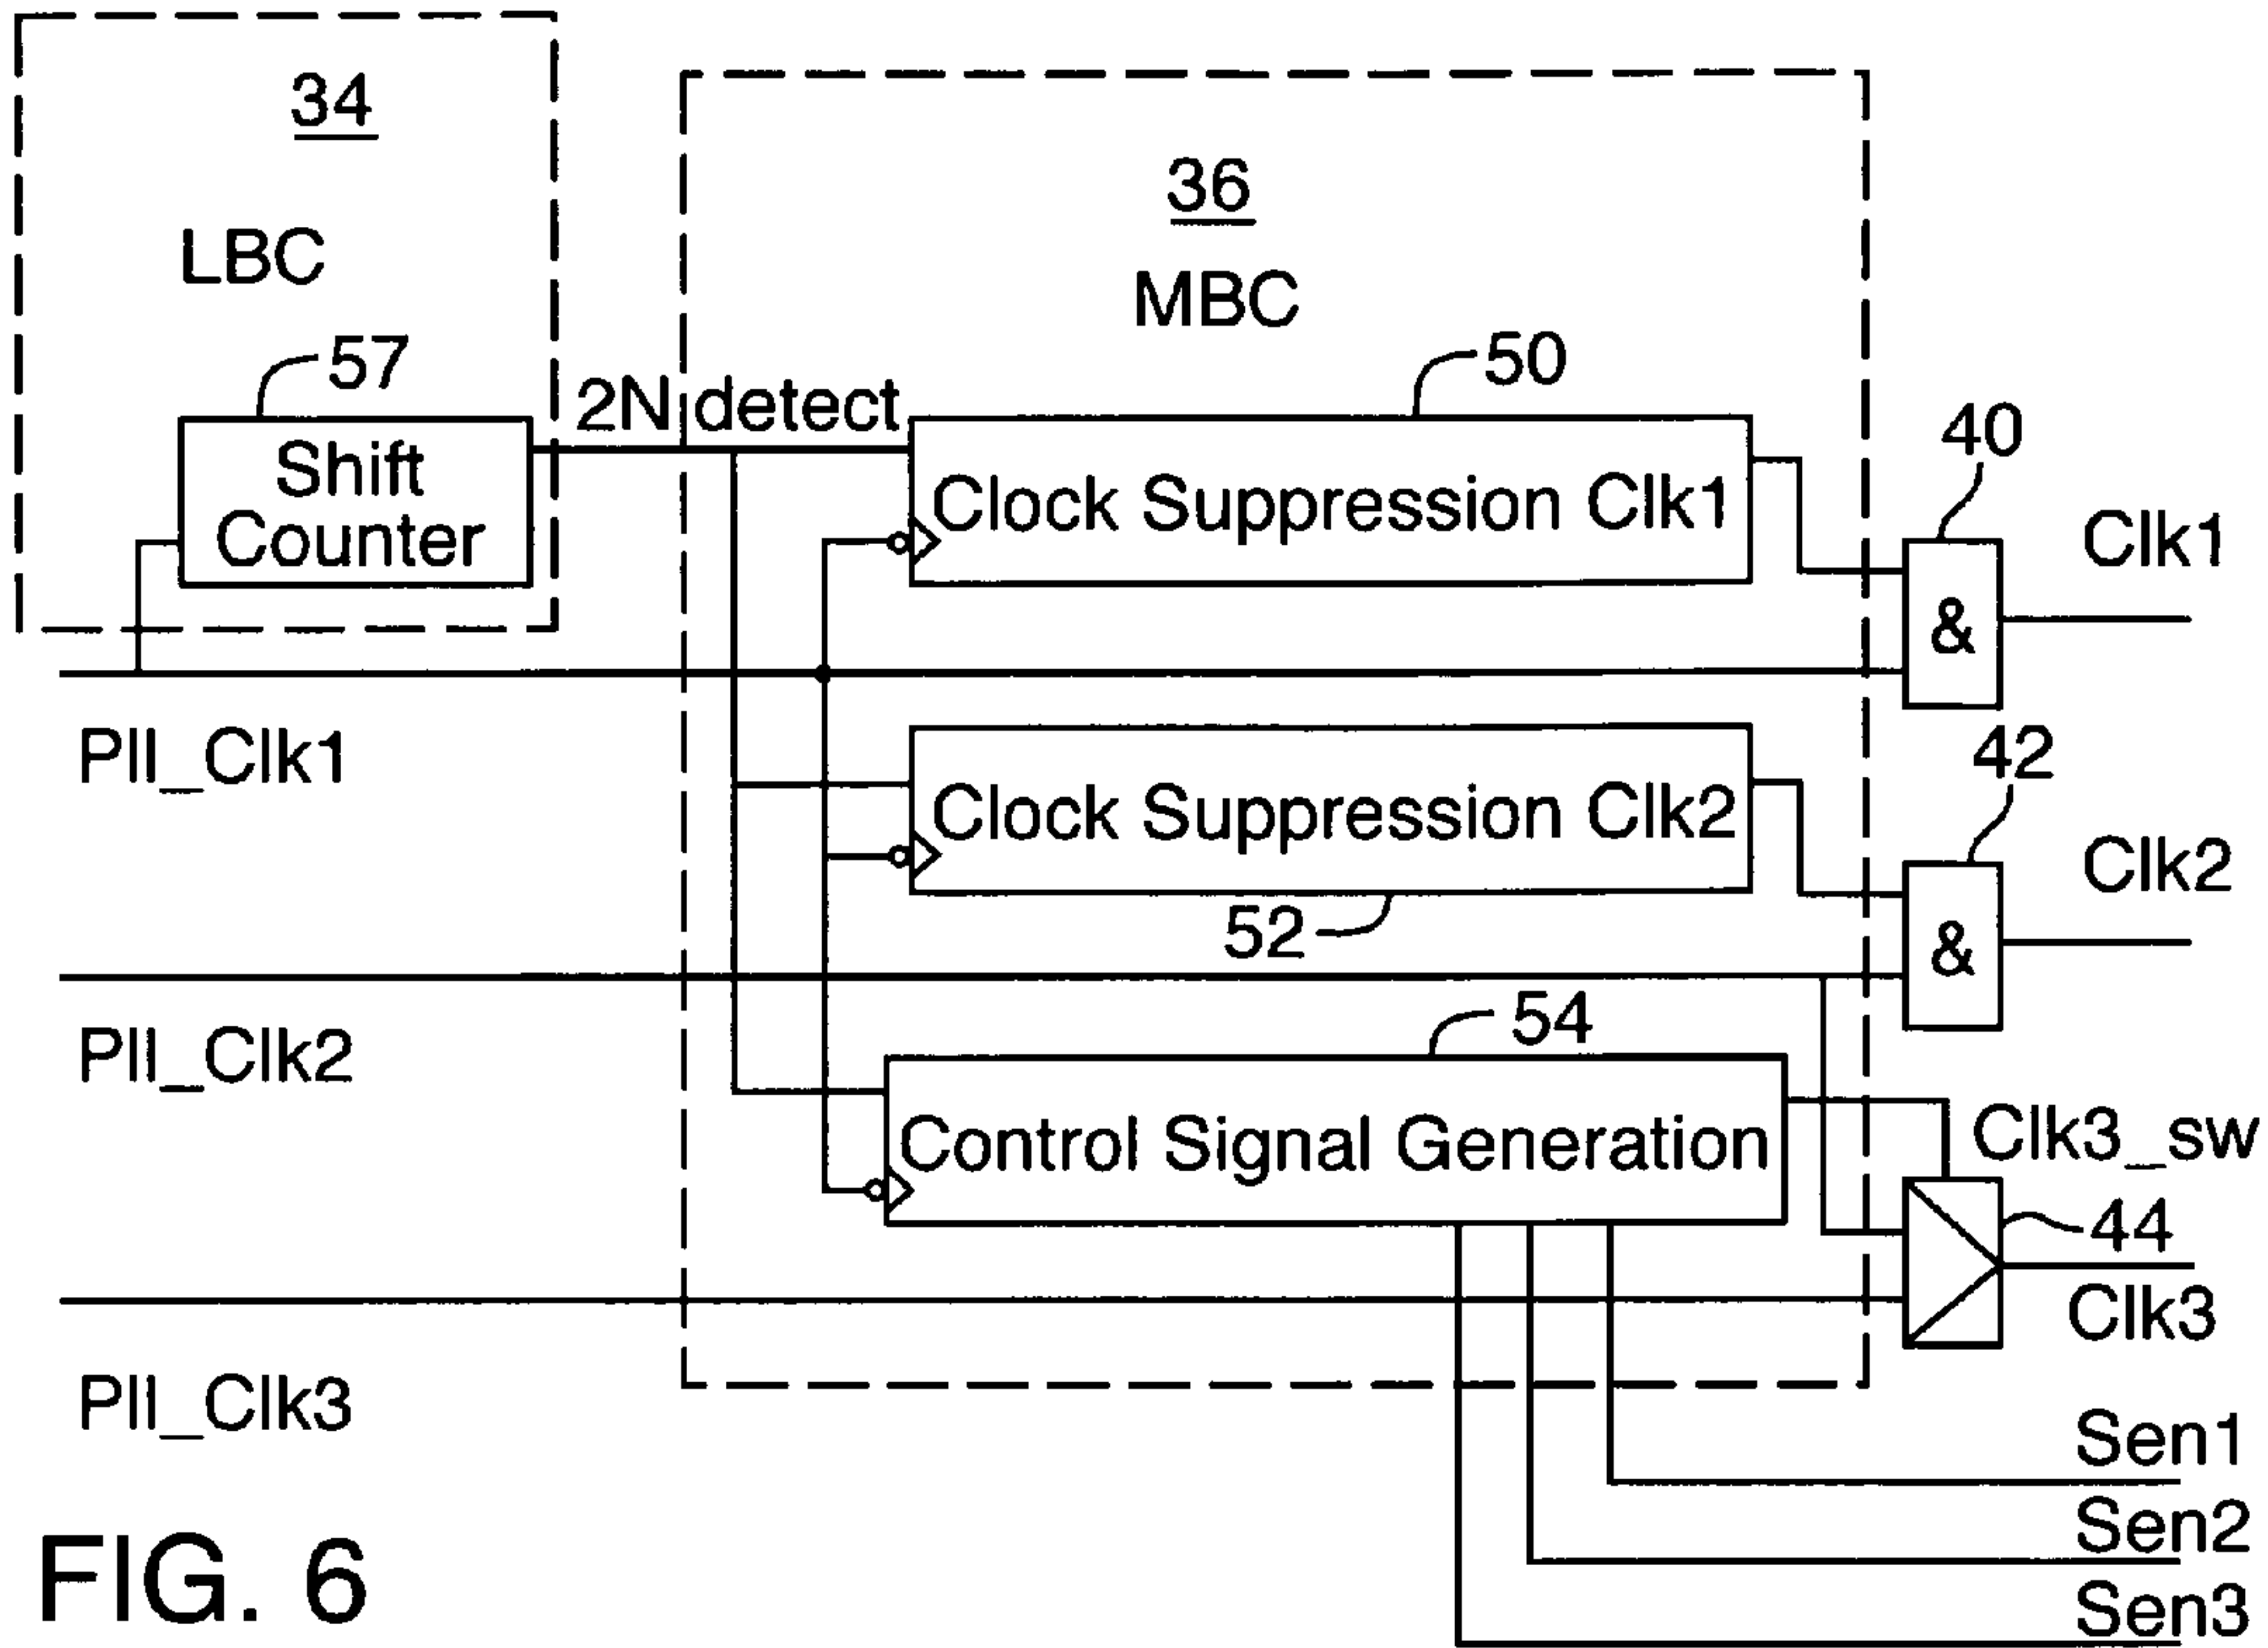 34
LBC
57
Shift
Counter
2N detect
36
MBC
50
Clock Suppression Clk1
40
Clk1
&
Pll_Clk1
Clock Suppression Clk2
52
42
Clk2
&
Pll_Clk2
54
Control Signal Generation
Clk3_sw
44
Clk3
Pll_Clk3
Sen1
Sen2
Sen3
FIG. 6